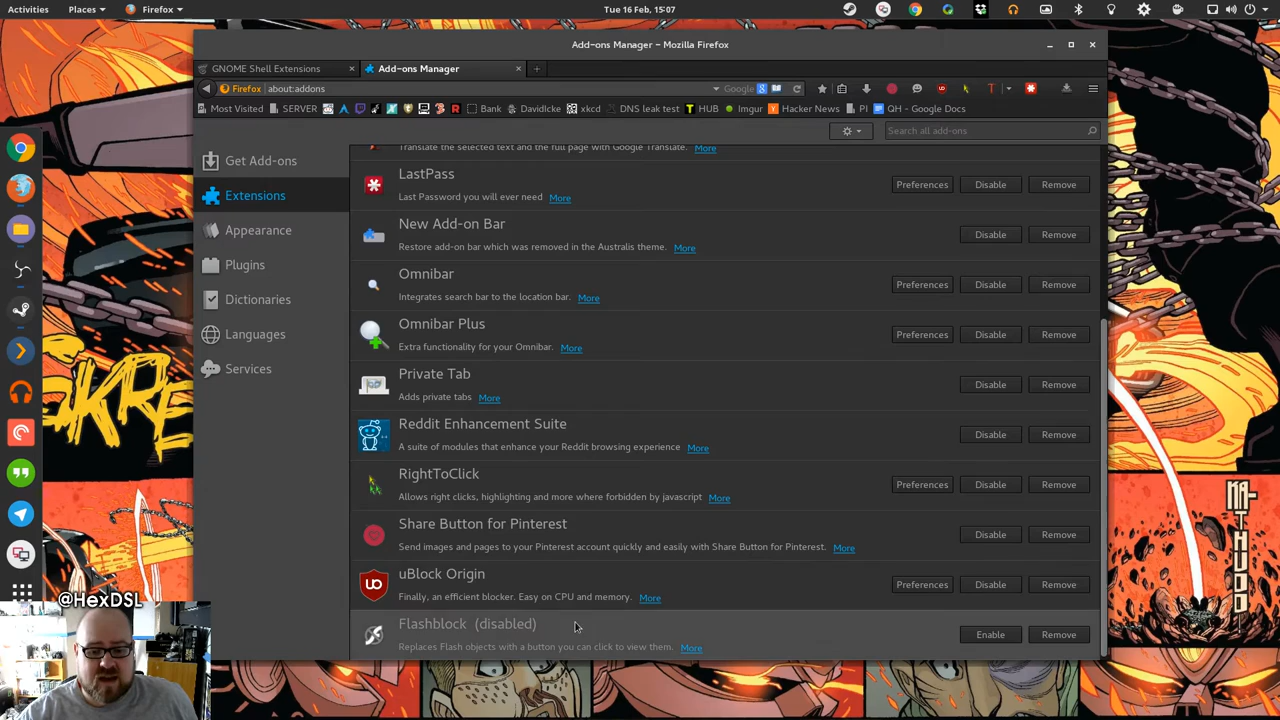 Activities Places Firefox Tue 16 Feb, 15:07
Add-ons Manager - Mozilla Firefox
GNOME Shell Extensions Add-ons Manager
Firefox about:addons Google
Most Visited SERVER Bank DavidIcke xkcd DNS leak test HUB Imgur Hacker News PI QH - Google Docs
Search all add-ons
Get Add-ons
Extensions
Appearance
Plugins
Dictionaries
Languages
Services
Translate the selected text and the full page with Google Translate. More
LastPass
Last Password you will ever need More
Preferences Disable Remove
New Add-on Bar
Restore add-on bar which was removed in the Australis theme. More
Disable Remove
Omnibar
Integrates search bar to the location bar. More
Preferences Disable Remove
Omnibar Plus
Extra functionality for your Omnibar. More
Preferences Disable Remove
Private Tab
Adds private tabs More
Disable Remove
Reddit Enhancement Suite
A suite of modules that enhance your Reddit browsing experience More
Disable Remove
RightToClick
Allows right clicks, highlighting and more where forbidden by javascript More
Preferences Disable Remove
Share Button for Pinterest
Send images and pages to your Pinterest account quickly and easily with Share Button for Pinterest. More
Disable Remove
uBlock Origin
Finally, an efficient blocker. Easy on CPU and memory. More
Preferences Disable Remove
Flashblock (disabled)
Replaces Flash objects with a button you can click to view them. More
Enable Remove
@HexDSL